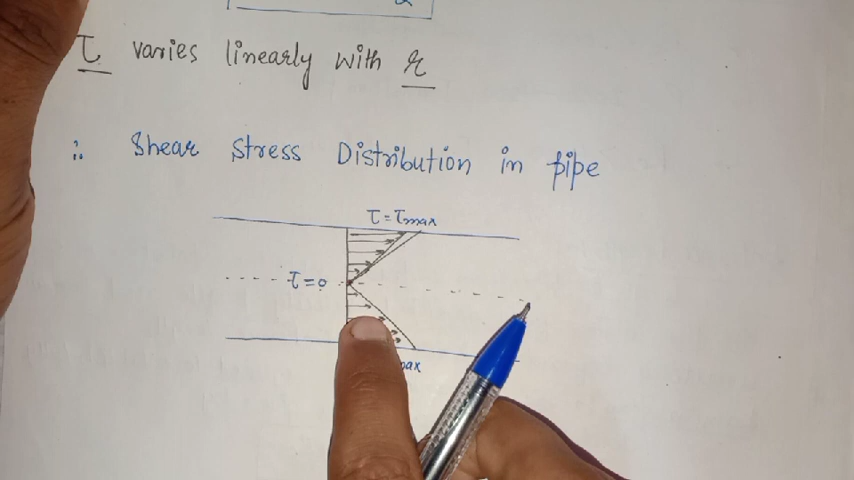 τ varies linearly with r
∴ Shear Stress Distribution in pipe
τ = τmax
τ = 0